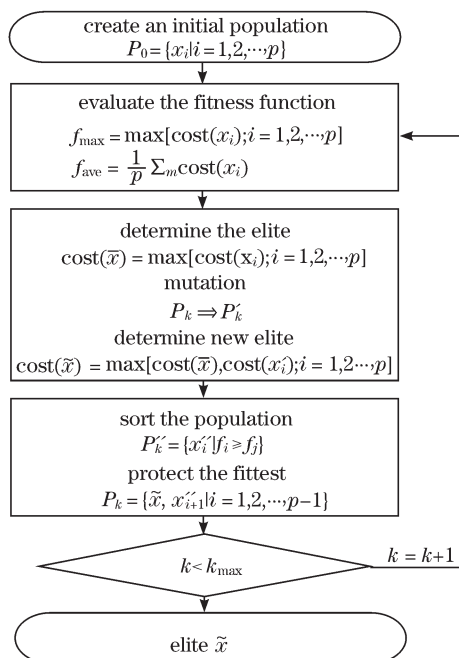 create an initial population
P₀ = {xᵢ|i = 1,2,⋯,p}
evaluate the fitness function
f_max = max[cost(xᵢ);i = 1,2,⋯,p]
f_ave = 1/p Σ_m cost(xᵢ)
determine the elite
cost(x̅) = max[cost(xᵢ);i = 1,2,⋯,p]
mutation
Pₖ ⇒ P′ₖ
determine new elite
cost(x̃) = max[cost(x̅),cost(x′ᵢ);i = 1,2⋯,p]
sort the population
P″ₖ = {x″ᵢ|fᵢ ⩾ fⱼ}
protect the fittest
Pₖ = {x̃, x″ᵢ₊₁|i = 1,2,⋯,p−1}
k < k_max
k = k+1
elite x̃